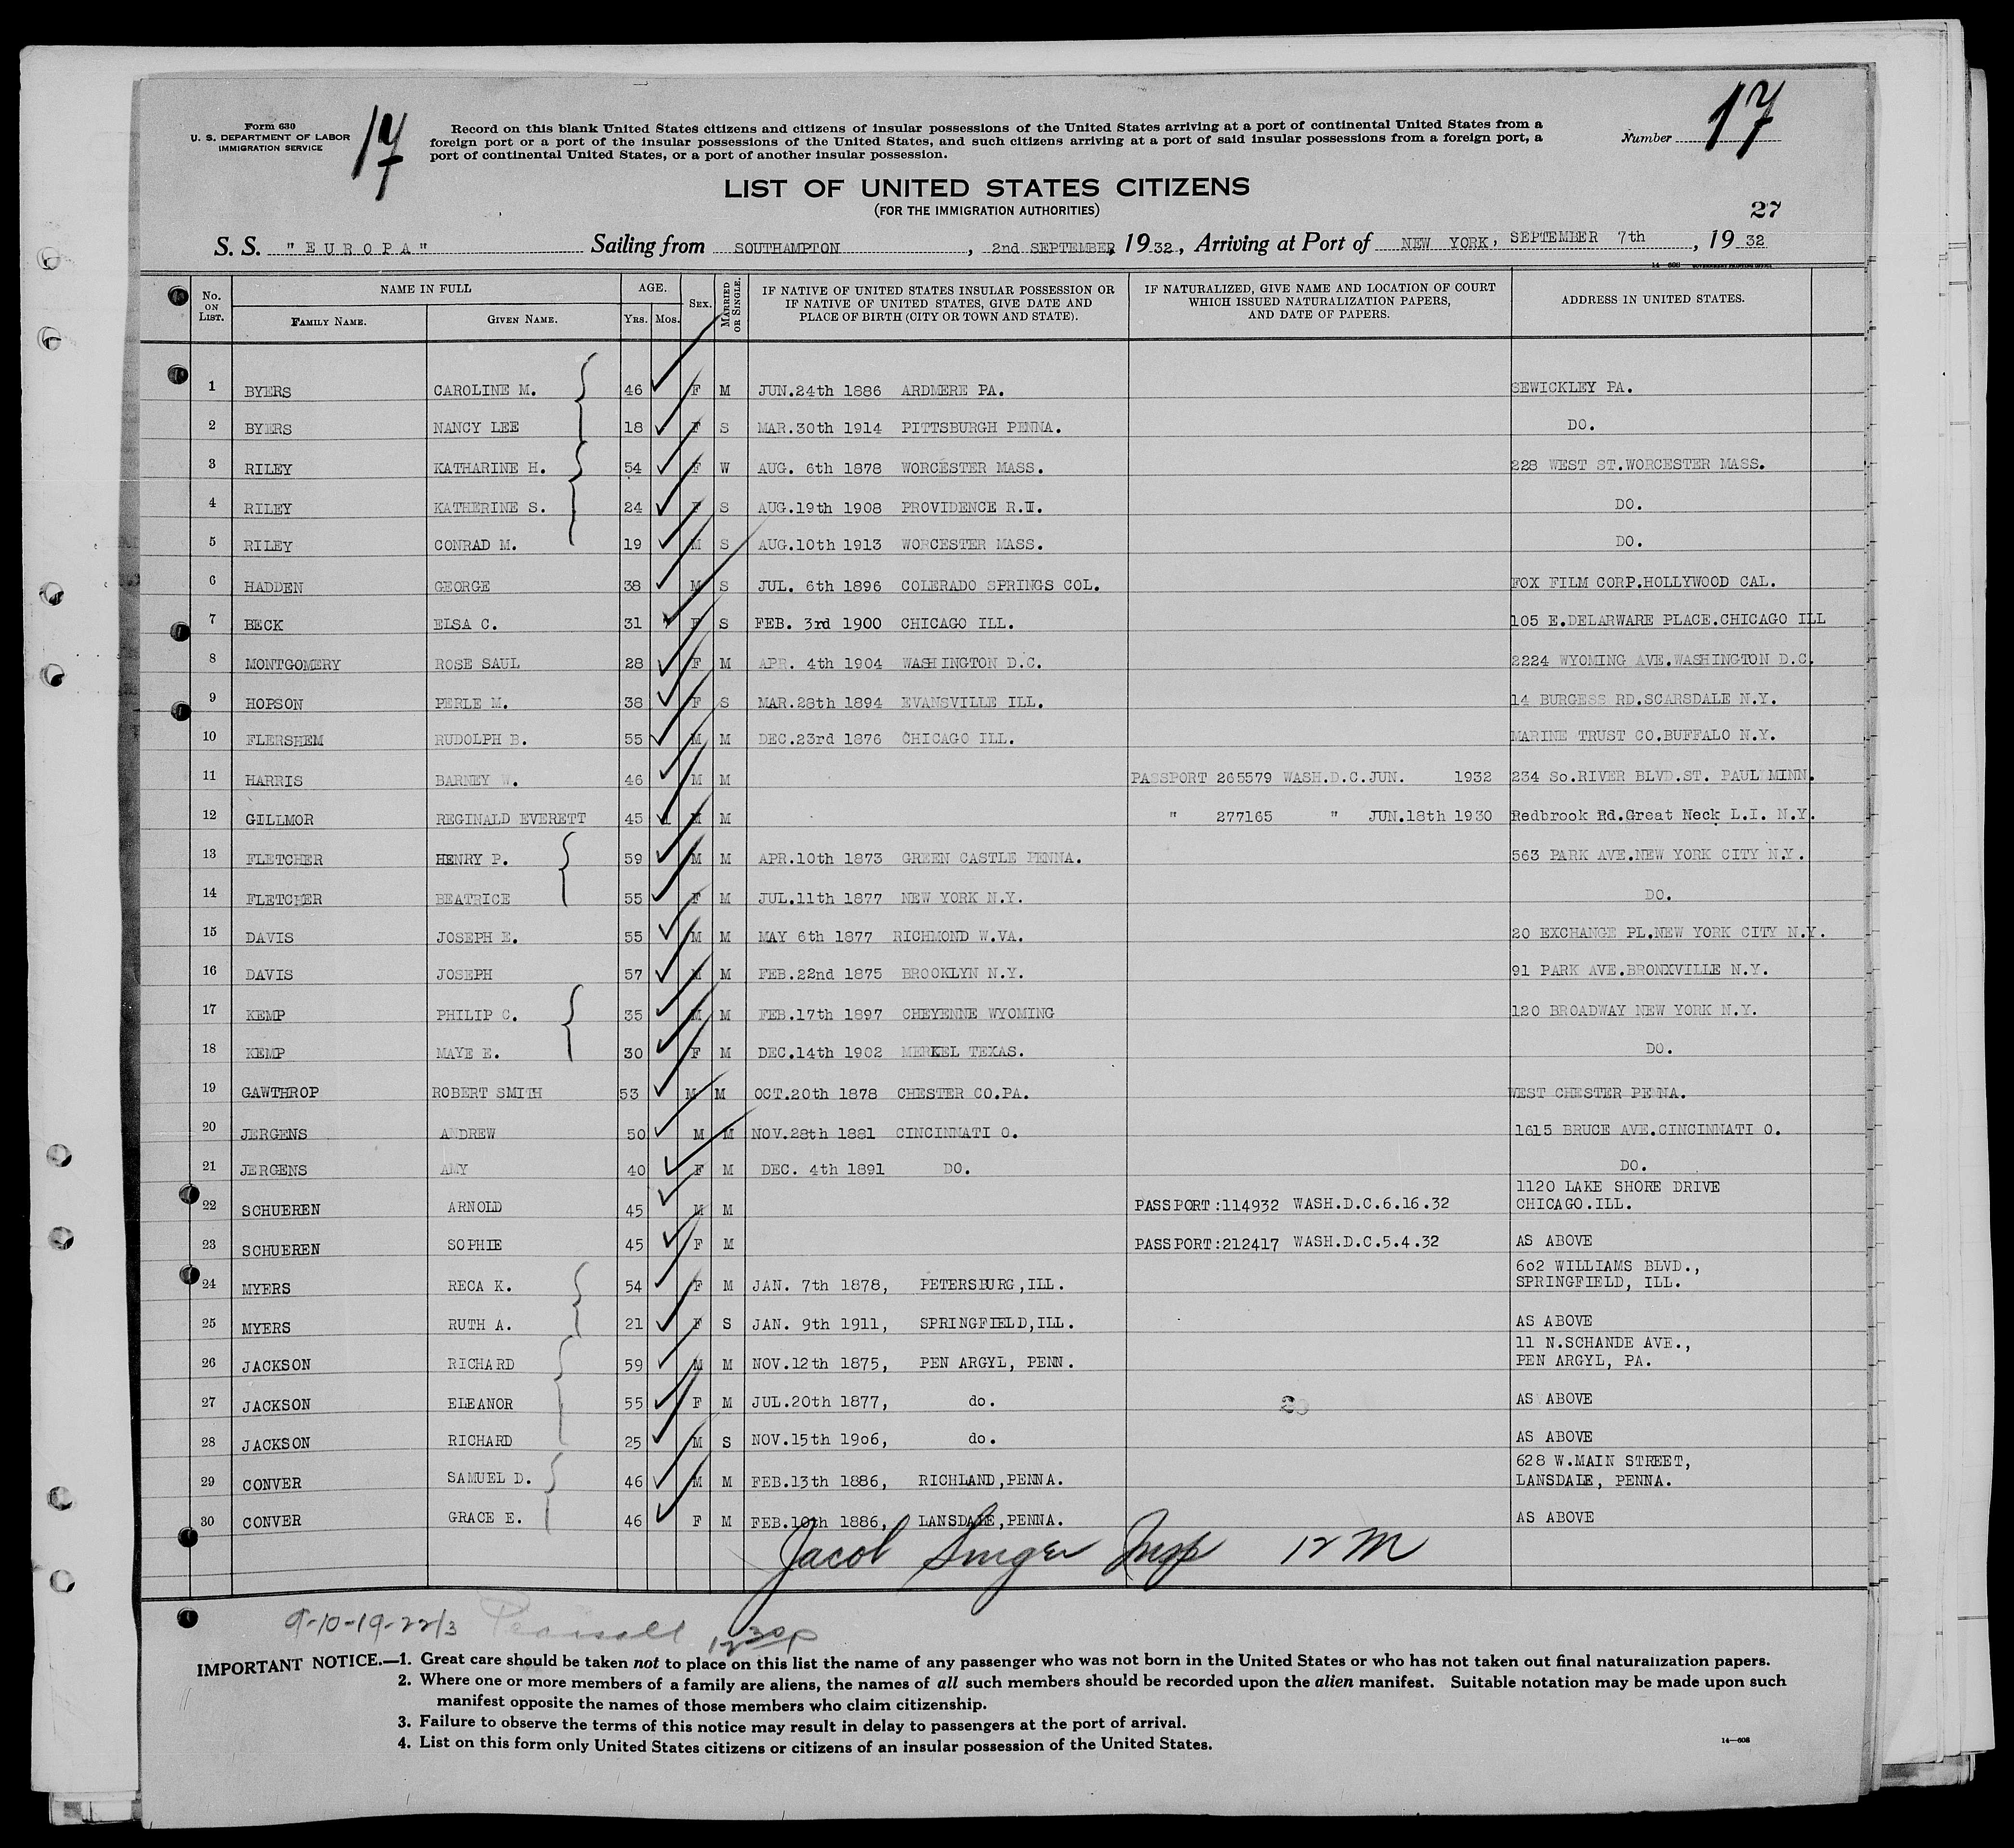 Form 630
U. S. DEPARTMENT OF LABOR
IMMIGRATION SERVICE
17
Record on this blank United States citizens and citizens of insular possessions of the United States arriving at a port of continental United States from a
foreign port or a port of the insular possessions of the United States, and such citizens arriving at a port of said insular possessions from a foreign port, a
port of continental United States, or a port of another insular possession.
Number 17
LIST OF UNITED STATES CITIZENS
(FOR THE IMMIGRATION AUTHORITIES)
27
S. S. "EUROPA" Sailing from SOUTHAMPTON, 2nd SEPTEMBER, 1932, Arriving at Port of NEW YORK, SEPTEMBER 7th, 1932
14—608 GOVERNMENT PRINTING OFFICE
No. ON LIST. NAME IN FULL FAMILY NAME. GIVEN NAME. AGE. Yrs. Mos. SEX. MARRIED OR SINGLE. IF NATIVE OF UNITED STATES INSULAR POSSESSION OR IF NATIVE OF UNITED STATES, GIVE DATE AND PLACE OF BIRTH (CITY OR TOWN AND STATE). IF NATURALIZED, GIVE NAME AND LOCATION OF COURT WHICH ISSUED NATURALIZATION PAPERS, AND DATE OF PAPERS. ADDRESS IN UNITED STATES.
1 BYERS CAROLINE M. 46 F M JUN.24th 1886 ARDMERE PA. SEWICKLEY PA.
2 BYERS NANCY LEE 18 F S MAR.30th 1914 PITTSBURGH PENNA. DO.
3 RILEY KATHARINE H. 54 F W AUG. 6th 1878 WORCESTER MASS. 228 WEST ST.WORCESTER MASS.
4 RILEY KATHERINE S. 24 F S AUG.19th 1908 PROVIDENCE R.I. DO.
5 RILEY CONRAD M. 19 M S AUG.10th 1913 WORCESTER MASS. DO.
6 HADDEN GEORGE 38 M S JUL. 6th 1896 COLERADO SPRINGS COL. FOX FILM CORP.HOLLYWOOD CAL.
7 BECK ELSA C. 31 F S FEB. 3rd 1900 CHICAGO ILL. 105 E.DELARWARE PLACE.CHICAGO ILL
8 MONTGOMERY ROSE SAUL 28 F M APR. 4th 1904 WASHINGTON D.C. 2224 WYOMING AVE.WASHINGTON D.C.
9 HOPSON PERLE M. 38 F S MAR.28th 1894 EVANSVILLE ILL. 14 BURGESS RD.SCARSDALE N.Y.
10 FLERSHEM RUDOLPH B. 55 M M DEC.23rd 1876 CHICAGO ILL. MARINE TRUST CO.BUFFALO N.Y.
11 HARRIS BARNEY W. 46 M M PASSPORT 265579 WASH.D.C.JUN. 1932 234 So.RIVER BLVD.ST. PAUL MINN.
12 GILLMOR REGINALD EVERETT 45 M M " 277165 " JUN.18th 1930 Redbrook Rd.Great Neck L.I. N.Y.
13 FLETCHER HENRY P. 59 M M APR.10th 1873 GREEN CASTLE PENNA. 563 PARK AVE.NEW YORK CITY N.Y.
14 FLETCHER BEATRICE 55 F M JUL.11th 1877 NEW YORK N.Y. DO.
15 DAVIS JOSEPH E. 55 M M MAY 6th 1877 RICHMOND W.VA. 20 EXCHANGE PL.NEW YORK CITY N.Y.
16 DAVIS JOSEPH 57 M M FEB.22nd 1875 BROOKLYN N.Y. 91 PARK AVE.BRONXVILLE N.Y.
17 KEMP PHILIP C. 35 M M FEB.17th 1897 CHEYENNE WYOMING 120 BROADWAY NEW YORK N.Y.
18 KEMP MAYE E. 30 F M DEC.14th 1902 MERKEL TEXAS. DO.
19 GAWTHROP ROBERT SMITH 53 M M OCT.20th 1878 CHESTER CO.PA. WEST CHESTER PENNA.
20 JERGENS ANDREW 50 M M NOV.28th 1881 CINCINNATI O. 1615 BRUCE AVE.CINCINNATI O.
21 JERGENS AMY 40 F M DEC. 4th 1891 DO. DO.
22 SCHUEREN ARNOLD 45 M M PASSPORT:114932 WASH.D.C.6.16.32 1120 LAKE SHORE DRIVE CHICAGO.ILL.
23 SCHUEREN SOPHIE 45 F M PASSPORT:212417 WASH.D.C.5.4.32 AS ABOVE
24 MYERS RECA K. 54 F M JAN. 7th 1878, PETERSBURG,ILL. 602 WILLIAMS BLVD., SPRINGFIELD, ILL.
25 MYERS RUTH A. 21 F S JAN. 9th 1911, SPRINGFIELD,ILL. AS ABOVE
26 JACKSON RICHARD 59 M M NOV.12th 1875, PEN ARGYL, PENN. 11 N.SCHANDE AVE., PEN ARGYL, PA.
27 JACKSON ELEANOR 55 F M JUL.20th 1877, do. AS ABOVE
28 JACKSON RICHARD 25 M S NOV.15th 1906, do. AS ABOVE
29 CONVER SAMUEL D. 46 M M FEB.13th 1886, RICHLAND,PENNA. 628 W.MAIN STREET, LANSDALE, PENNA.
30 CONVER GRACE E. 46 F M FEB.10th 1886, LANSDALE,PENNA. AS ABOVE
Jacob Singer Insp 12 M
9-10-19-22/3 12 30 p
IMPORTANT NOTICE.—1. Great care should be taken not to place on this list the name of any passenger who was not born in the United States or who has not taken out final naturalization papers.
2. Where one or more members of a family are aliens, the names of all such members should be recorded upon the alien manifest. Suitable notation may be made upon such
manifest opposite the names of those members who claim citizenship.
3. Failure to observe the terms of this notice may result in delay to passengers at the port of arrival.
4. List on this form only United States citizens or citizens of an insular possession of the United States.
14—608